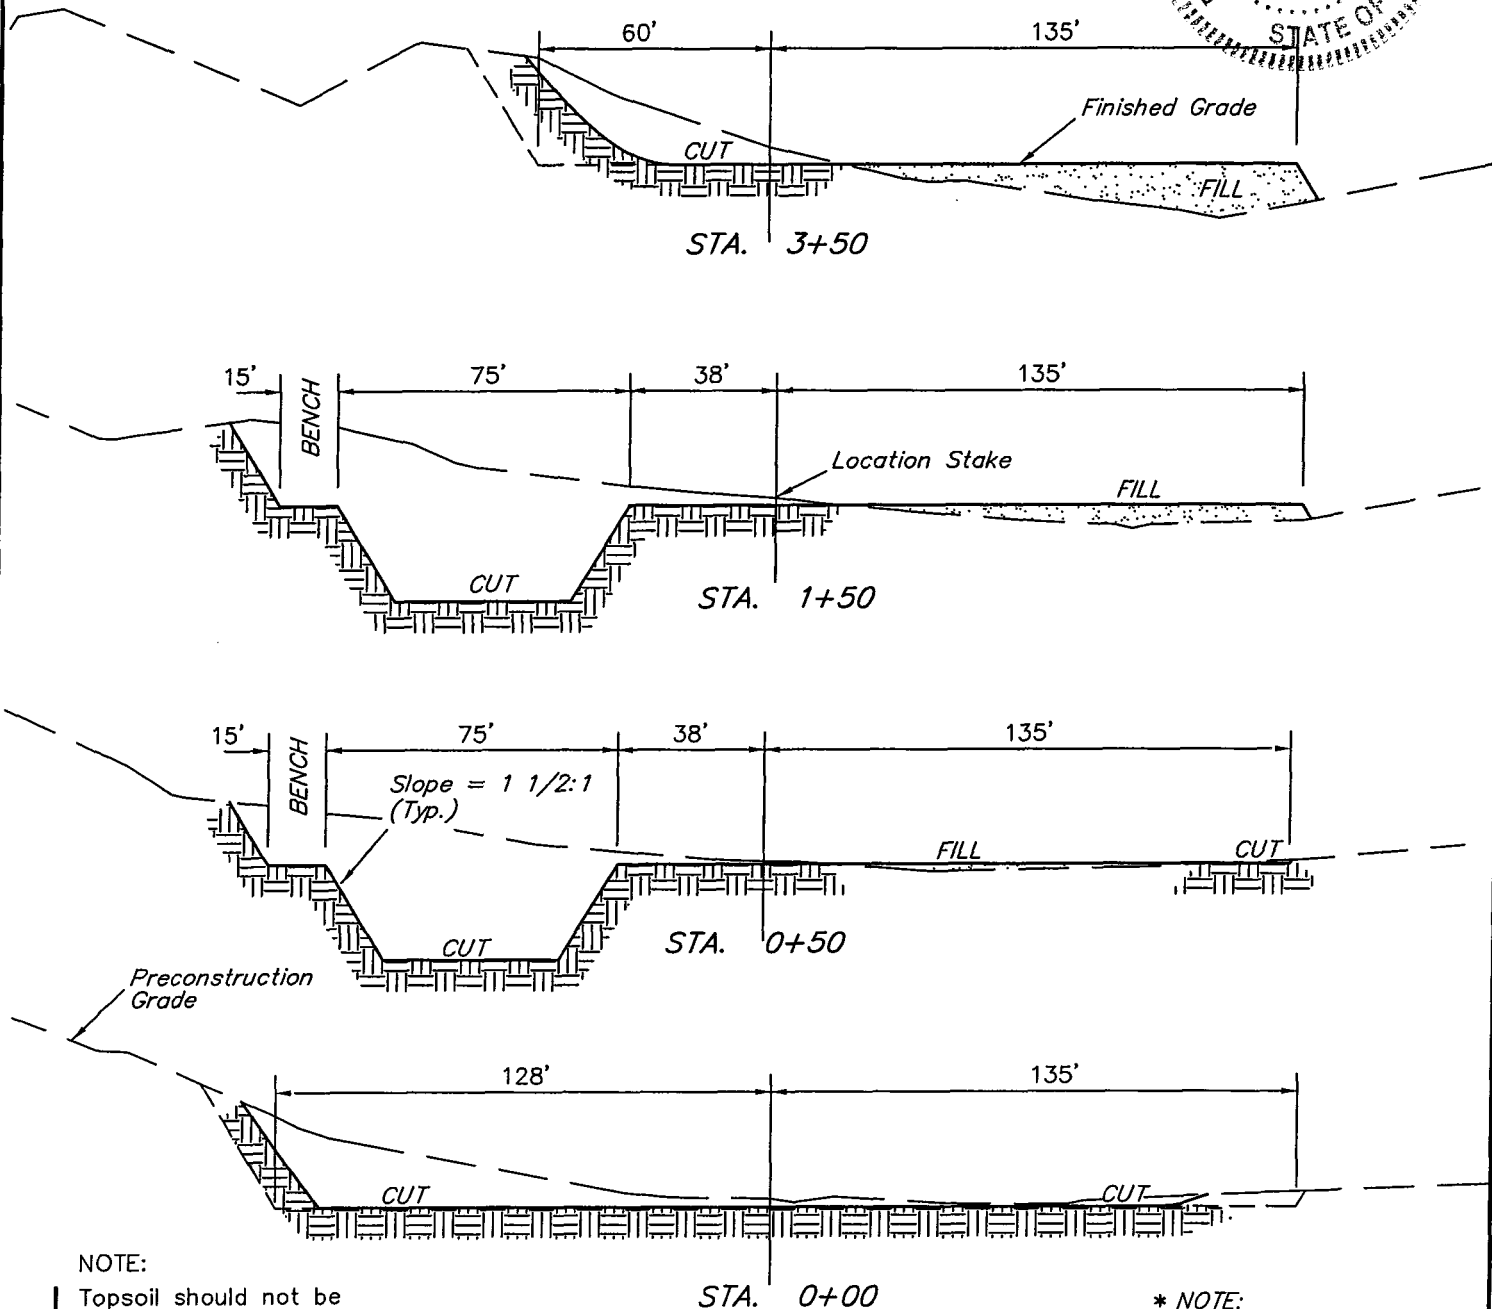 STATE OF
60' 135'
Finished Grade
CUT
FILL
STA. 3+50
15' BENCH 75' 38' 135'
Location Stake
FILL
CUT
STA. 1+50
15' BENCH 75' 38' 135'
Slope = 1 1/2:1
(Typ.)
FILL CUT
CUT
STA. 0+50
Preconstruction
Grade
128' 135'
CUT CUT
NOTE:
Topsoil should not be
STA. 0+00
* NOTE: